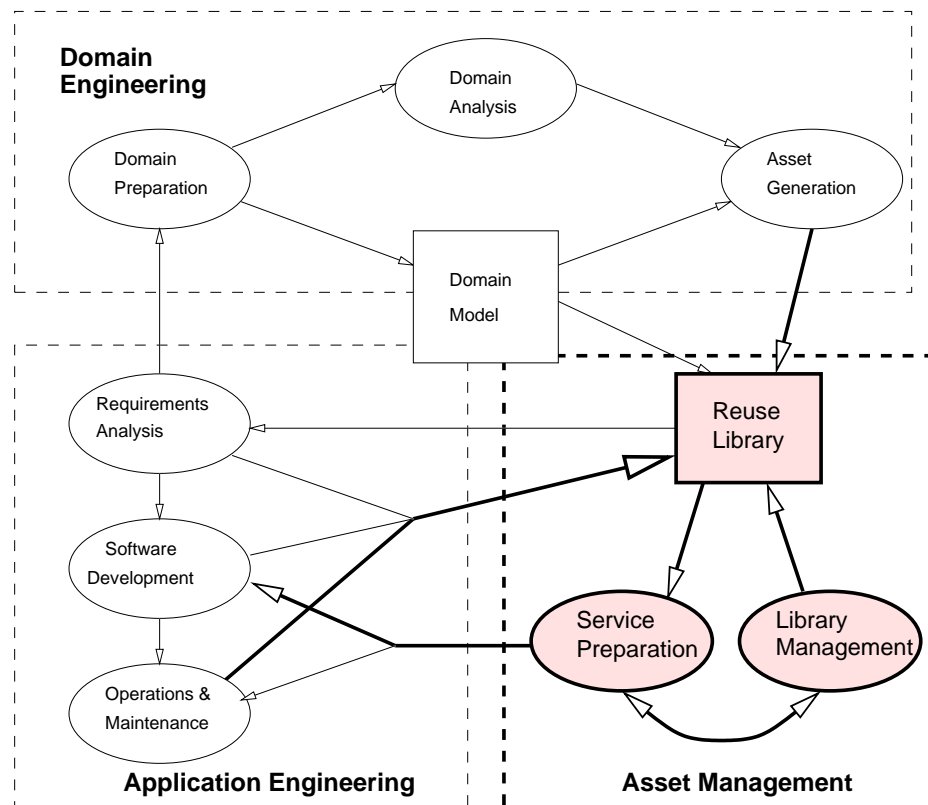 Domain
Engineering
Domain
Analysis
Domain
Preparation
Asset
Generation
Domain
Model
Requirements
Analysis
Reuse
Library
Software
Development
Service
Preparation
Library
Management
Operations &
Maintenance
Application Engineering
Asset Management